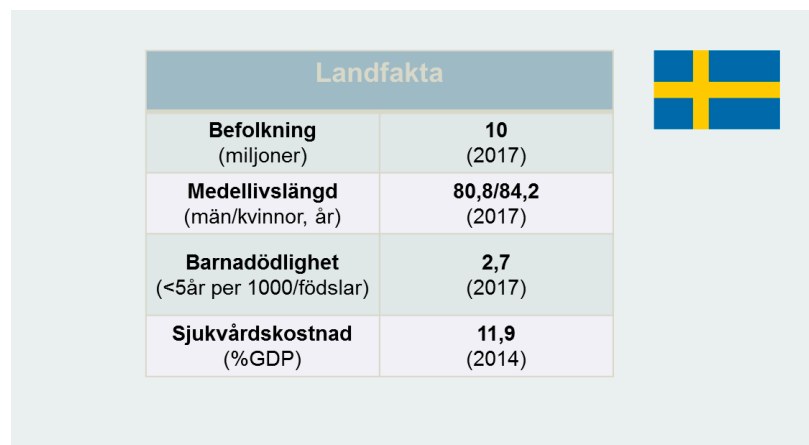 Landfakta
Befolkning
(miljoner)
10
(2017)
Medellivslängd
(män/kvinnor, år)
80,8/84,2
(2017)
Barnadödlighet
(<5år per 1000/födslar)
2,7
(2017)
Sjukvårdskostnad
(%GDP)
11,9
(2014)